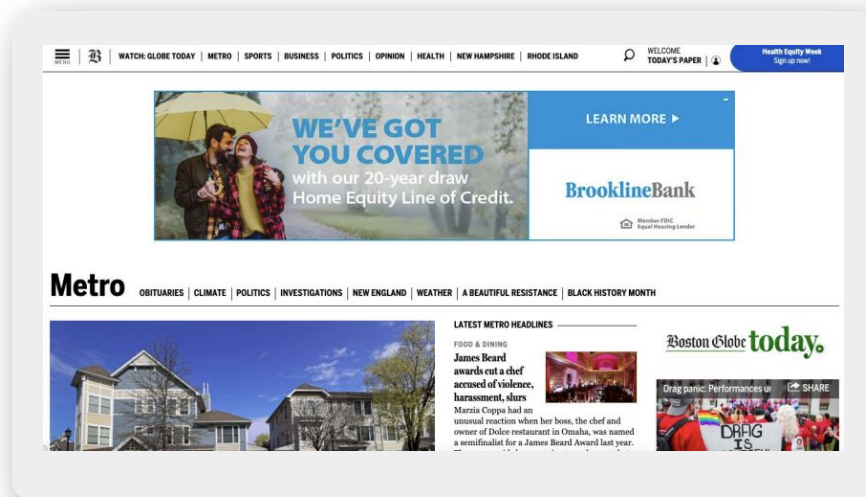 MENU
B
WATCH: GLOBE TODAY | METRO | SPORTS | BUSINESS | POLITICS | OPINION | HEALTH | NEW HAMPSHIRE | RHODE ISLAND
WELCOME
TODAY'S PAPER |
Health Equity Week
Sign up now!
WE'VE GOT
YOU COVERED
with our 20-year draw
Home Equity Line of Credit.
LEARN MORE
BrooklineBank
Member FDIC
Equal Housing Lender
Metro
OBITUARIES | CLIMATE | POLITICS | INVESTIGATIONS | NEW ENGLAND | WEATHER | A BEAUTIFUL RESISTANCE | BLACK HISTORY MONTH
LATEST METRO HEADLINES
FOOD & DINING
James Beard
awards cut a chef
accused of violence,
harassment, slurs
Marzia Coppa had an
unusual reaction when her boss, the chef and
owner of Dolce restaurant in Omaha, was named
a semifinalist for a James Beard Award last year.
Boston Globe today.
Drag panic: Performances
SHARE
DRAG
IS